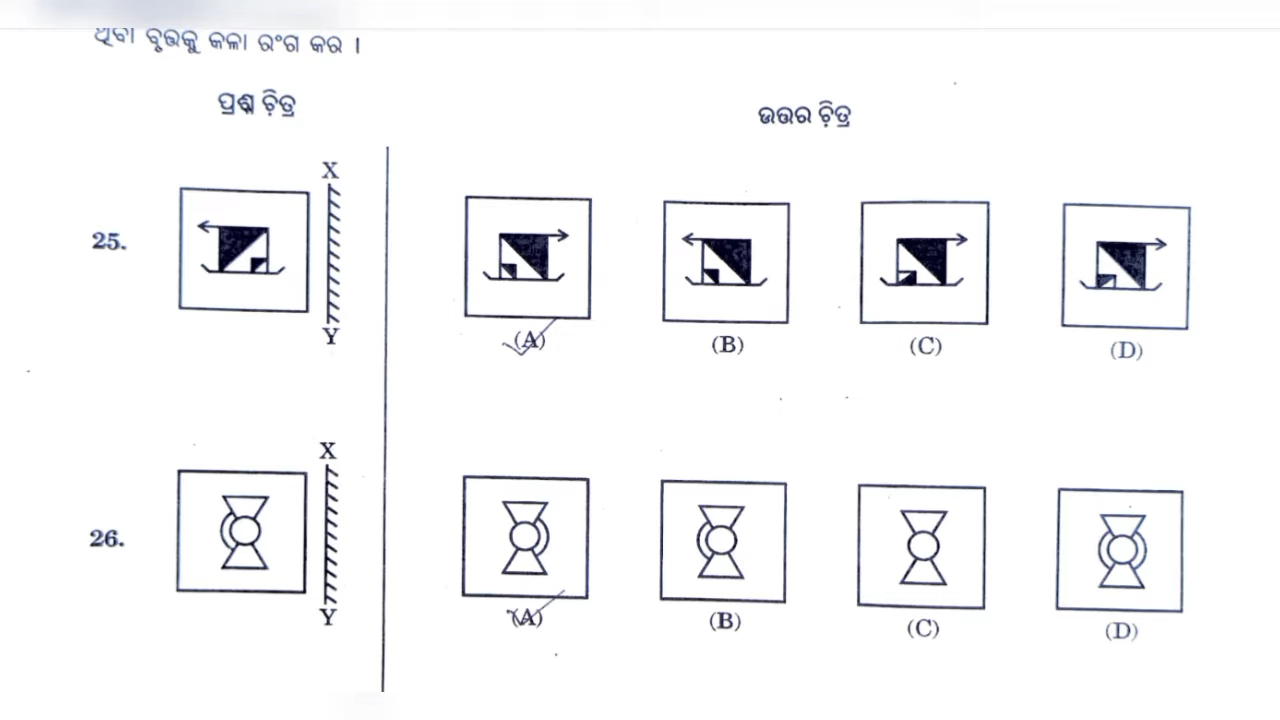 ଥିବା ବୃତ୍ତକୁ କଳା ରଂଗ କର ।
ପ୍ରଶ୍ନ ଚିତ୍ର
ଉତ୍ତର ଚିତ୍ର
X
25.
Y
(A)
(B)
(C)
(D)
X
26.
Y
(A)
(B)
(C)
(D)